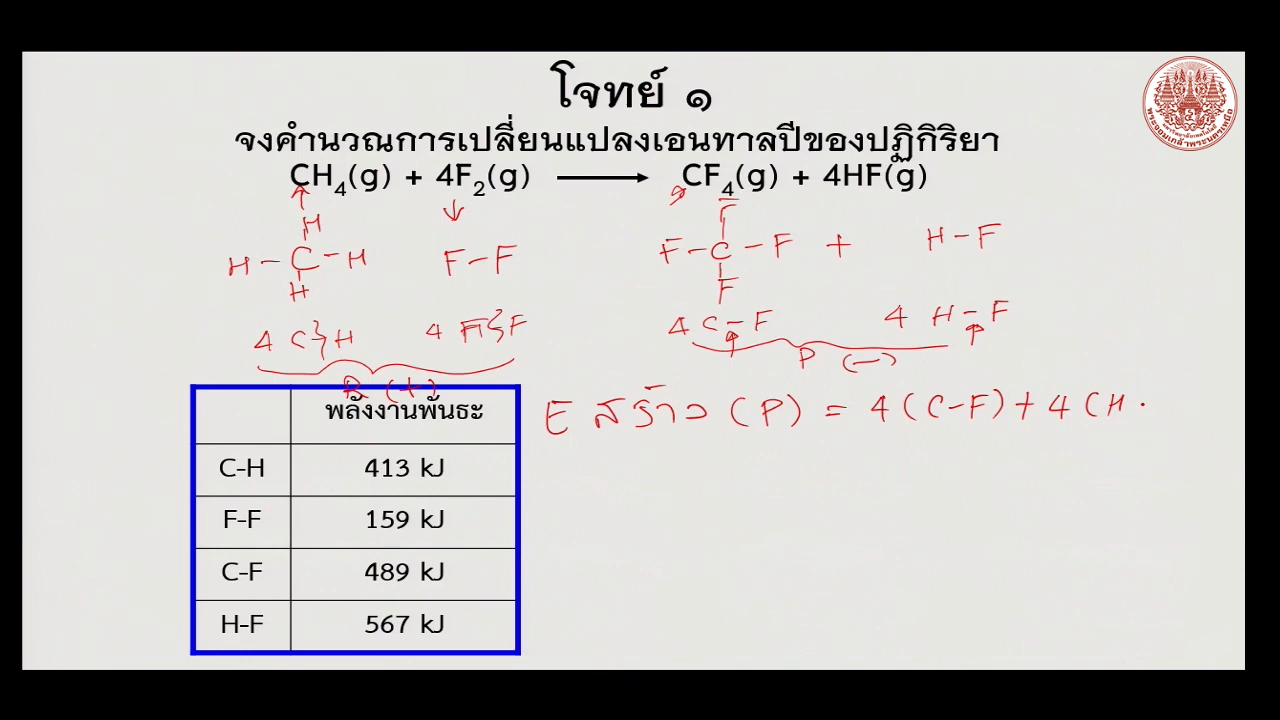 โจทย์ ๑
จงคำนวณการเปลี่ยนแปลงเอนทาลปีของปฏิกิริยา
CH₄(g) + 4F₂(g) ⟶ CF₄(g) + 4HF(g)
H F
H – C – H F – F F – C – F + H – F
H F
4 C H 4 F F 4 C – F 4 H – F
R (+) P (–)
พลังงานพันธะ
E สร้าง (P) = 4 (C–F) + 4 (H
C-H 413 kJ
F-F 159 kJ
C-F 489 kJ
H-F 567 kJ